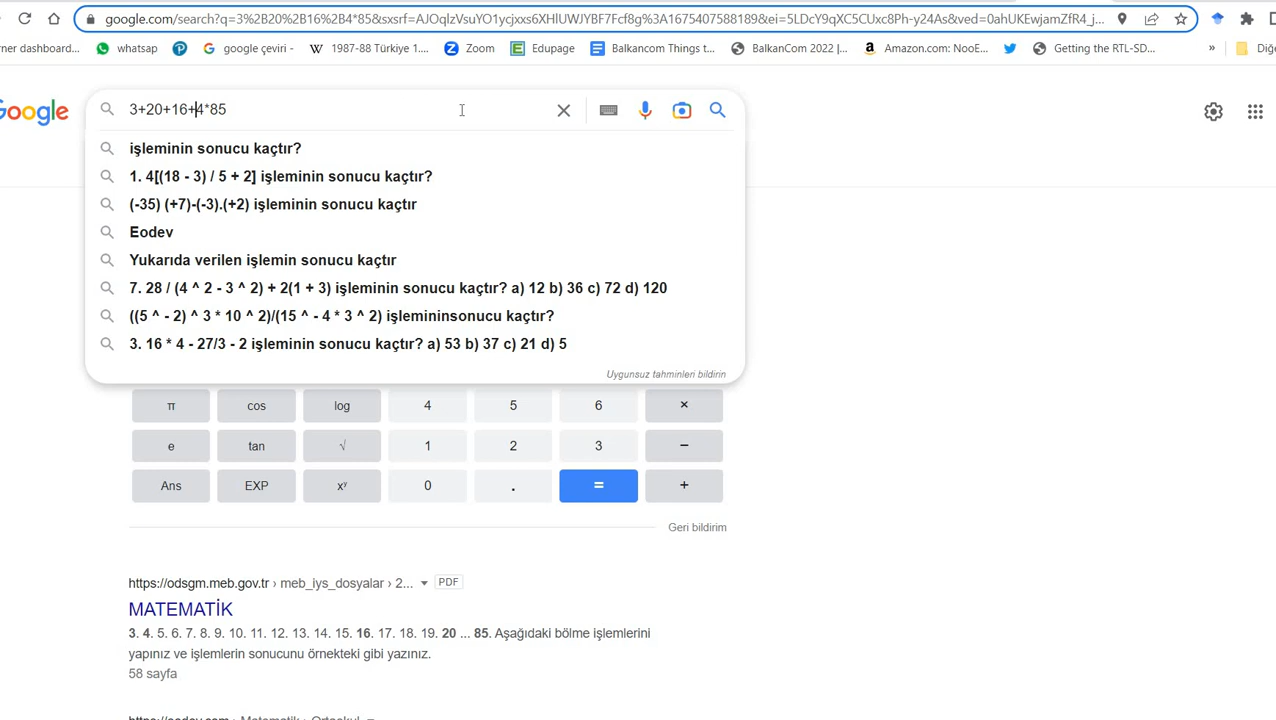 google.com/search?q=3%2B20%2B16%2B4*85&sxsrf=AJOqlzVsuYO1ycjxxs6XHlUWJYBF7Fcf8g%3A1675407588189&ei=5LDcY9qXC5CUxc8Ph-y24As&ved=0ahUKEwjamZfR4_j...
rner dashboard... whatsap google çeviri - 1987-88 Türkiye 1.... Zoom Edupage Balkancom Things t... BalkanCom 2022 |... Amazon.com: NooE... Getting the RTL-SD... » Diğe
Google
3+20+16+4*85
işleminin sonucu kaçtır?
1. 4[(18 - 3) / 5 + 2] işleminin sonucu kaçtır?
(-35) (+7)-(-3).(+2) işleminin sonucu kaçtır
Eodev
Yukarıda verilen işlemin sonucu kaçtır
7. 28 / (4 ^ 2 - 3 ^ 2) + 2(1 + 3) işleminin sonucu kaçtır? a) 12 b) 36 c) 72 d) 120
((5 ^ - 2) ^ 3 * 10 ^ 2)/(15 ^ - 4 * 3 ^ 2) işlemininsonucu kaçtır?
3. 16 * 4 - 27/3 - 2 işleminin sonucu kaçtır? a) 53 b) 37 c) 21 d) 5
Uygunsuz tahminleri bildirin
π cos log 4 5 6 ×
e tan √ 1 2 3 −
Ans EXP xʸ 0 . = +
Geri bildirim
https://odsgm.meb.gov.tr › meb_iys_dosyalar › 2... PDF
MATEMATİK
3. 4. 5. 6. 7. 8. 9. 10. 11. 12. 13. 14. 15. 16. 17. 18. 19. 20 ... 85. Aşağıdaki bölme işlemlerini
yapınız ve işlemlerin sonucunu örnekteki gibi yazınız.
58 sayfa
https://eodev.com › Matematik › Ortaokul